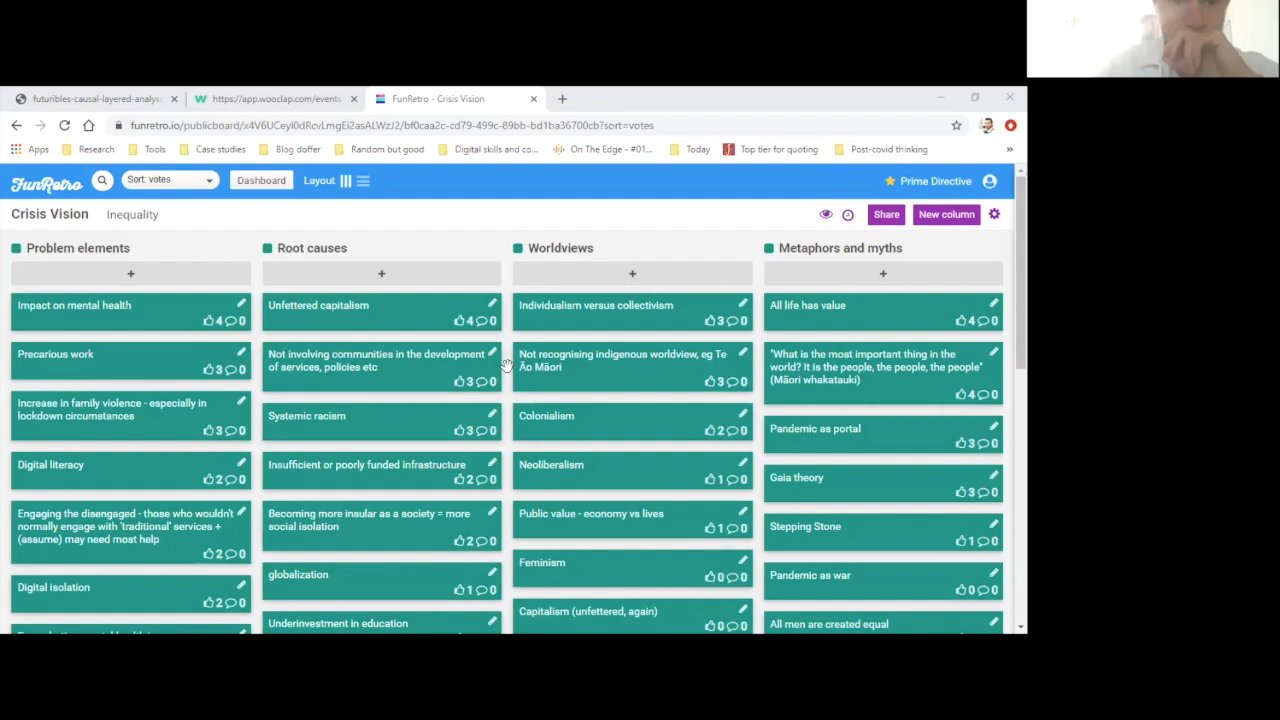 futuribles-causal-layered-analysis
https://app.wooclap.com/events
FunRetro - Crisis Vision
funretro.io/publicboard/x4V6UCeyI0dRcvLmgEi2asALWzJ2/bf0caa2c-cd79-499c-89bb-bd1ba36700cb?sort=votes
Apps Research Tools Case studies Blog doffer Random but good Digital skills and co... On The Edge - #01... Today Top tier for quoting Post-covid thinking »
FunRetro Sort: votes Dashboard Layout Prime Directive
Crisis Vision Inequality Share New column
Problem elements
+
Impact on mental health
4 0
Precarious work
3 0
Increase in family violence - especially in
lockdown circumstances
3 0
Digital literacy
2 0
Engaging the disengaged - those who wouldn't
normally engage with 'traditional' services +
(assume) may need most help
2 0
Digital isolation
2 0
Root causes
+
Unfettered capitalism
4 0
Not involving communities in the development
of services, policies etc
3 0
Systemic racism
3 0
Insufficient or poorly funded infrastructure
2 0
Becoming more insular as a society = more
social isolation
2 0
globalization
1 0
Underinvestment in education
Worldviews
+
Individualism versus collectivism
3 0
Not recognising indigenous worldview, eg Te
Āo Māori
3 0
Colonialism
2 0
Neoliberalism
1 0
Public value - economy vs lives
1 0
Feminism
0 0
Capitalism (unfettered, again)
0 0
Metaphors and myths
+
All life has value
4 0
"What is the most important thing in the
world? It is the people, the people, the people"
(Māori whakatauki)
4 0
Pandemic as portal
3 0
Gaia theory
3 0
Stepping Stone
1 0
Pandemic as war
0 0
All men are created equal